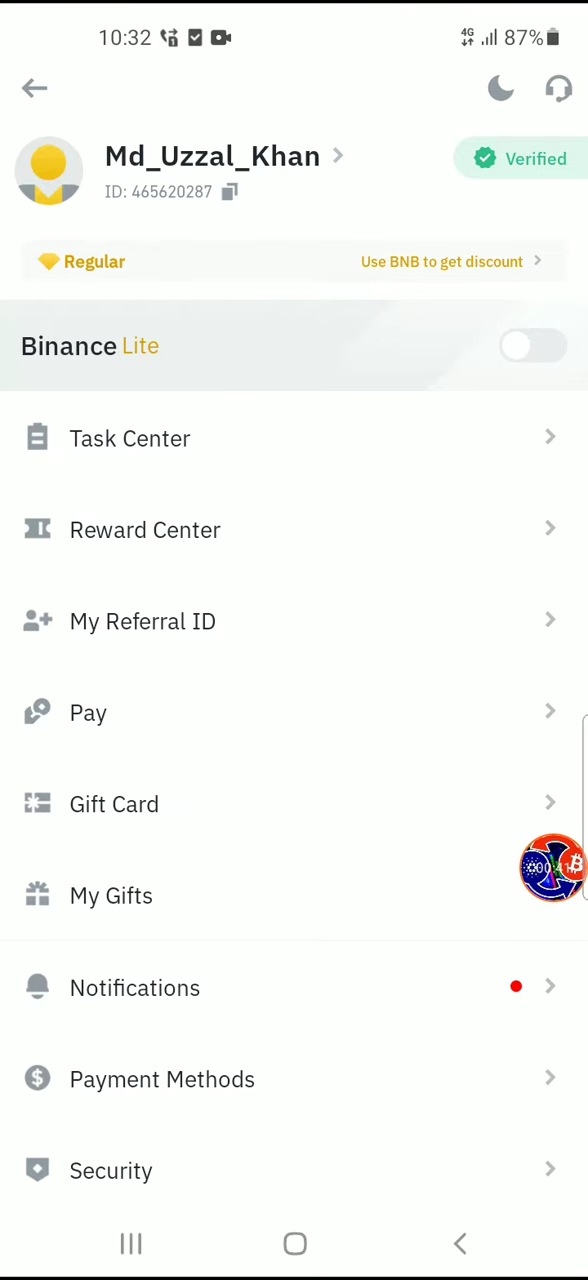 10:32
4G
87%
Md_Uzzal_Khan
ID: 465620287
Verified
Regular
Use BNB to get discount
Binance Lite
Task Center
Reward Center
My Referral ID
Pay
Gift Card
My Gifts
Notifications
Payment Methods
Security